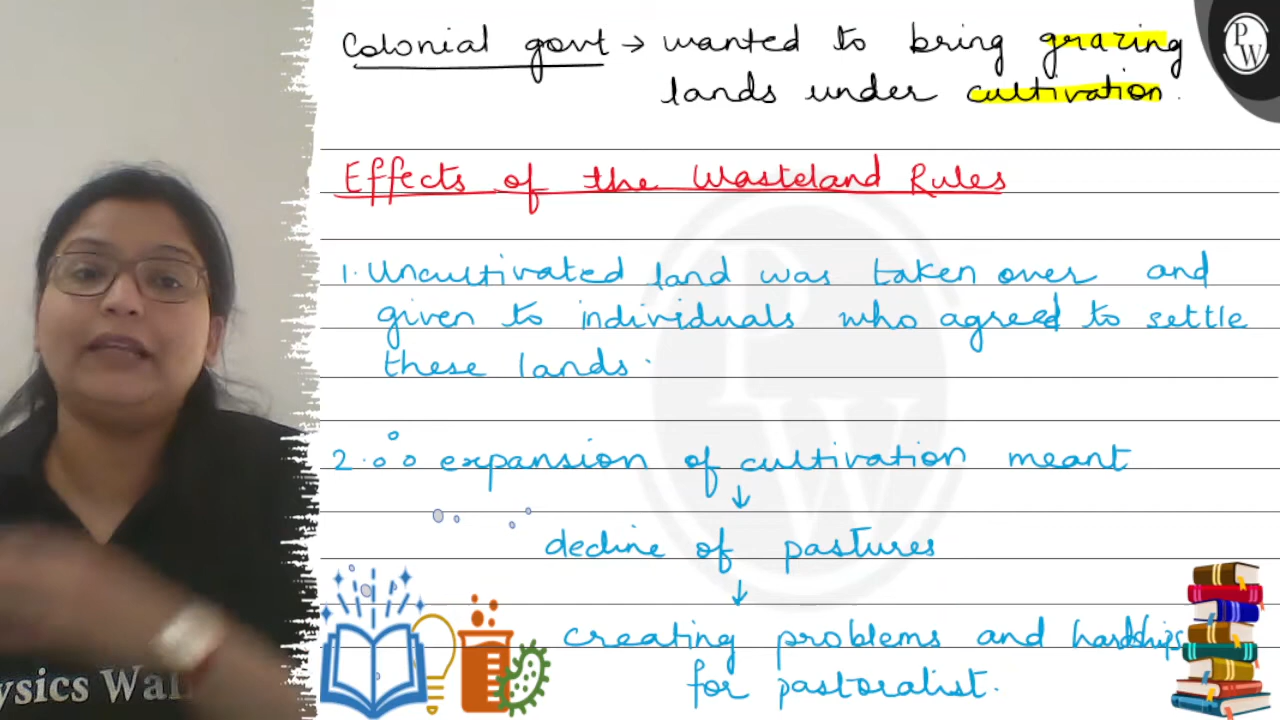 Colonial govt → wanted to bring grazing
lands under cultivation.
PW
Effects of the Wasteland Rules
1. Uncultivated land was taken over and
given to individuals who agreed to settle
these lands.
2. ∴ expansion of cultivation meant
↓
decline of pastures
↓
creating problems and hardships
for pastoralist.
PW
ysics Wal